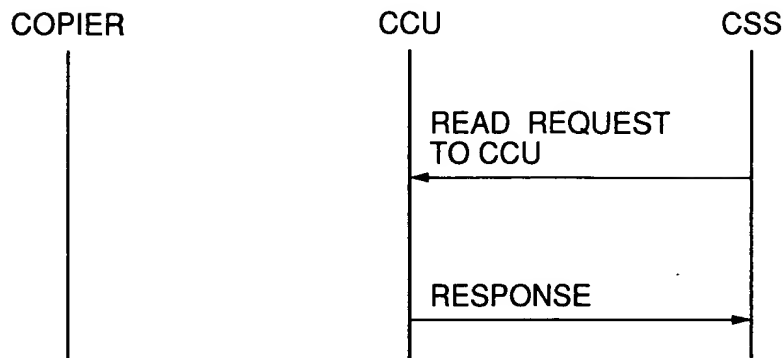 COPIER CCU CSS
READ REQUEST
TO CCU
RESPONSE